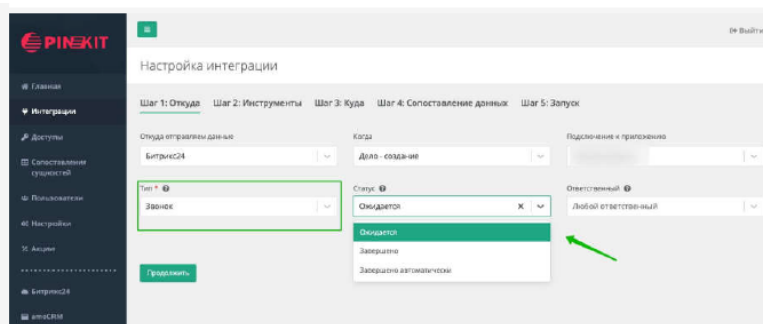 PINEKIT
Выйти
Настройка интеграции
Главная
Интеграции
Доступы
Сопоставление
сущностей
Пользователи
Настройки
Акции
Битрикс24
amoCRM
Шаг 1: Откуда Шаг 2: Инструменты Шаг 3: Куда Шаг 4: Сопоставление данных Шаг 5: Запуск
Откуда отправляем данные Когда Подключение к приложению
Битрикс24 Дело - создание
Тип * Статус Ответственный
Звонок Ожидается X Любой ответственный
Ожидается
Завершено
Завершено автоматически
Продолжить